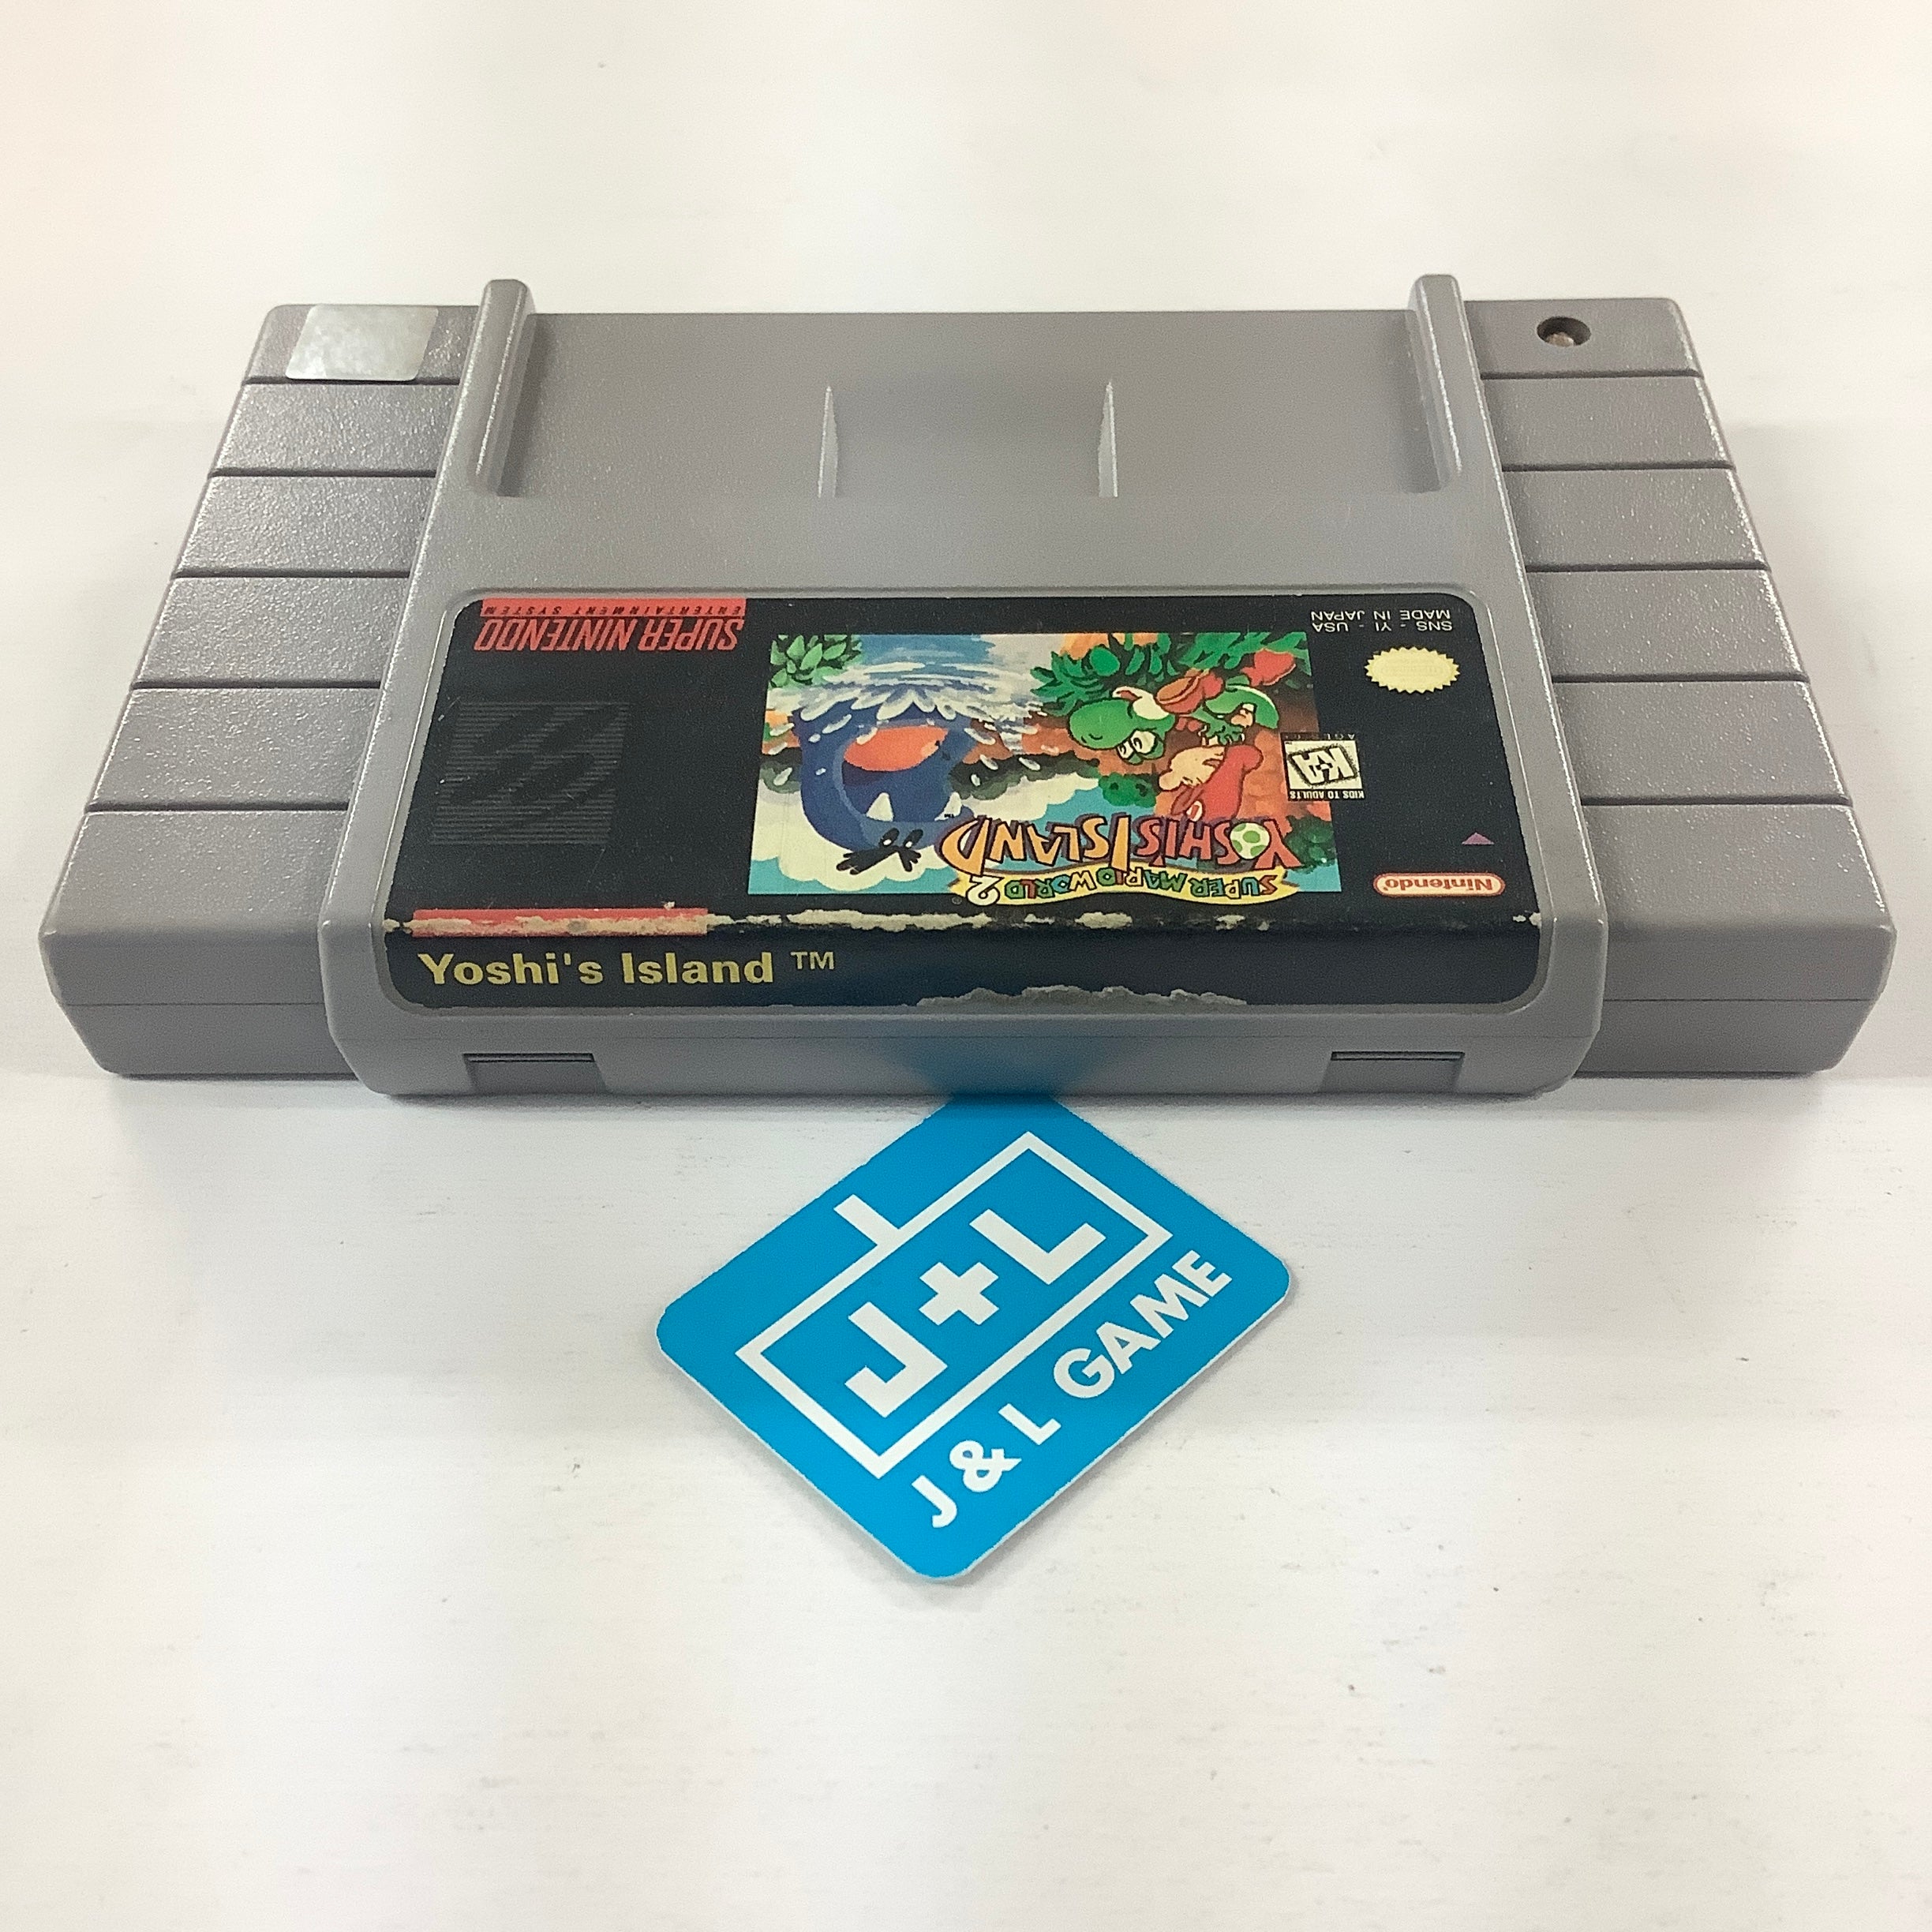 SUPER NINTENDO
ENTERTAINMENT SYSTEM
SNS - YI - USA
MADE IN JAPAN
KIDS TO ADULTS
K-A
Nintendo®
SUPER MARIO WORLD 2
YOSHI'S ISLAND™
Yoshi's Island ™
J+L
J & L GAME